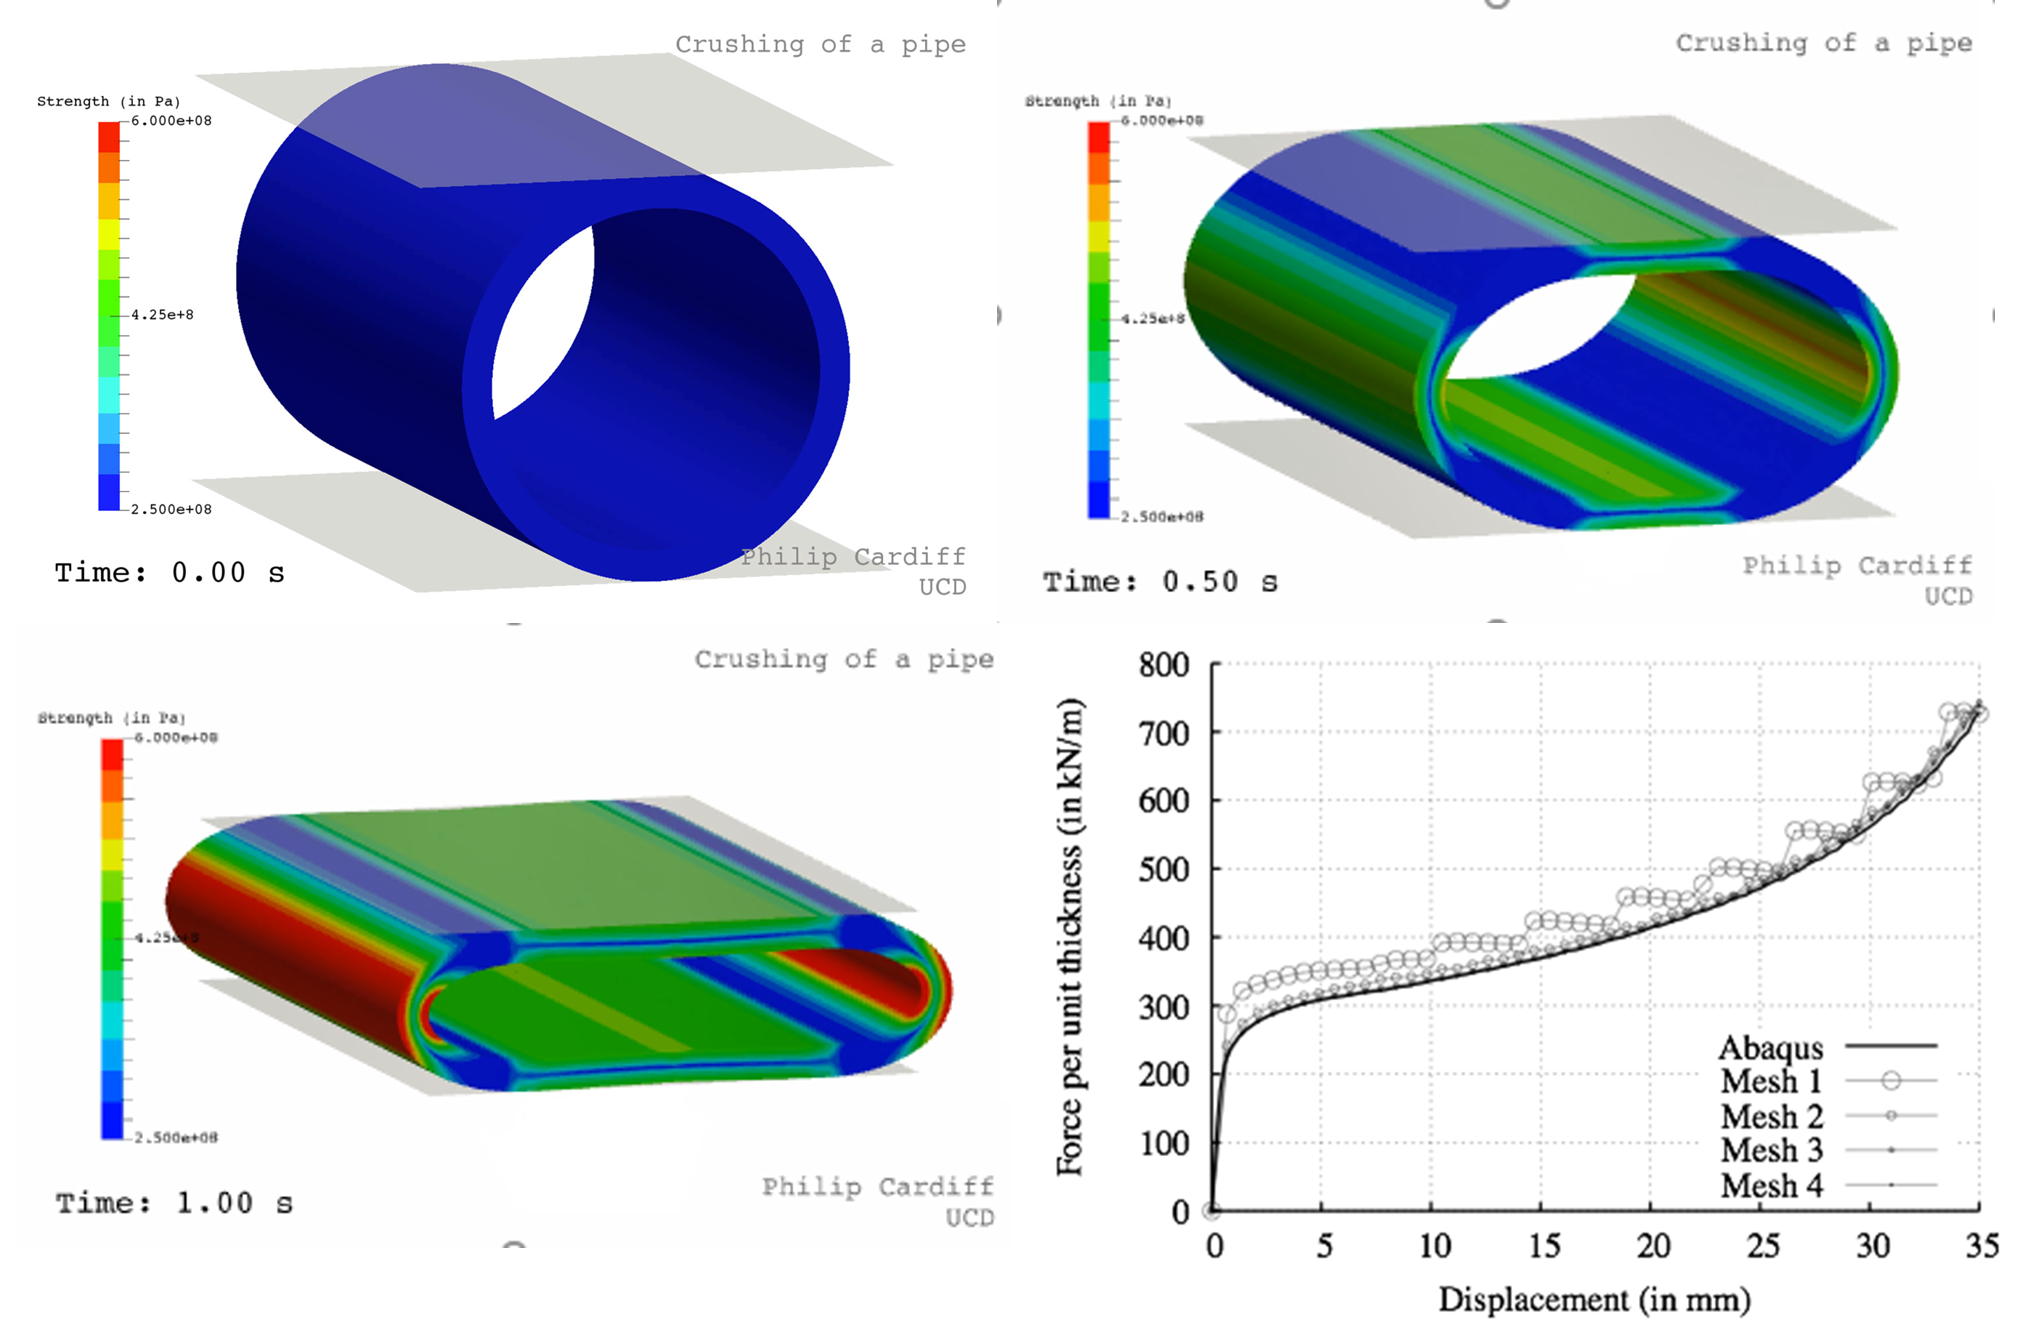 Crushing of a pipe
Strength (in Pa)
6.000e+08
4.25e+8
2.500e+08
Time: 0.00 s
Philip Cardiff
UCD
Crushing of a pipe
Strength (in Pa)
6.000e+08
4.25e+8
2.500e+08
Time: 0.50 s
Philip Cardiff
UCD
Crushing of a pipe
Strength (in Pa)
6.000e+08
4.25e+8
2.500e+08
Time: 1.00 s
Philip Cardiff
UCD
Force per unit thickness (in kN/m)
800
700
600
500
400
300
200
100
0
Abaqus
Mesh 1
Mesh 2
Mesh 3
Mesh 4
0 5 10 15 20 25 30 35
Displacement (in mm)